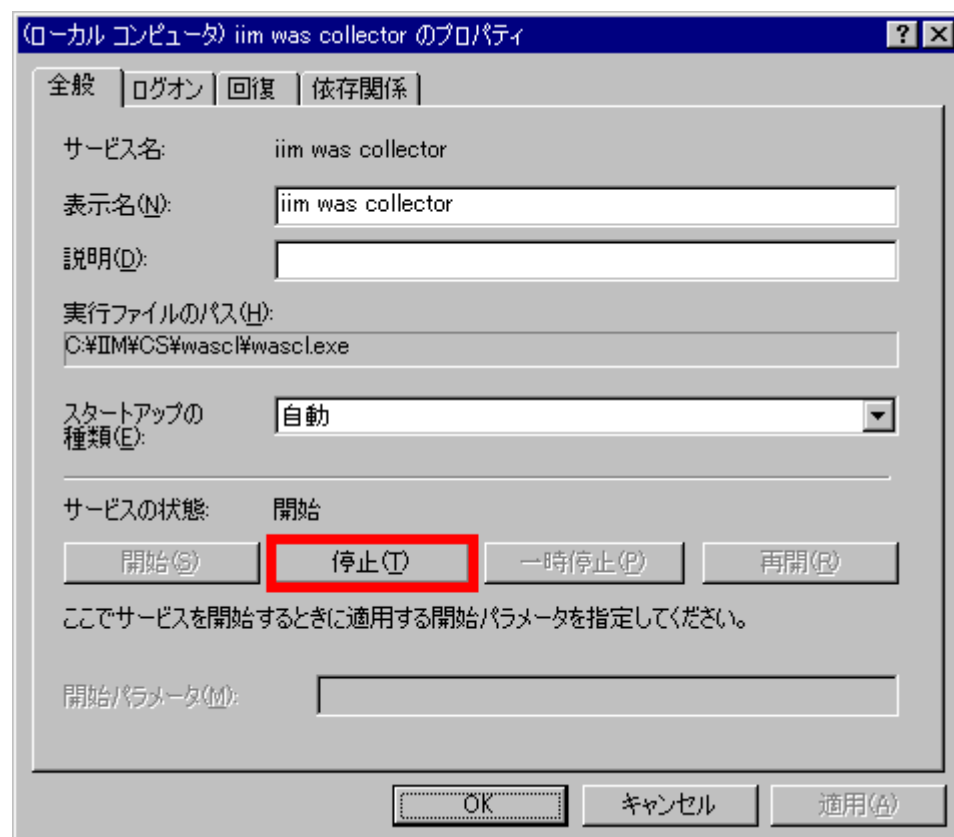 (ローカル コンピュータ) iim was collector のプロパティ
全般 ログオン 回復 依存関係
サービス名: iim was collector
表示名(N): iim was collector
説明(D):
実行ファイルのパス(H):
C:¥IIM¥CS¥wascl¥wascl.exe
スタートアップの
種類(E): 自動
サービスの状態: 開始
開始(S) 停止(T) 一時停止(P) 再開(R)
ここでサービスを開始するときに適用する開始パラメータを指定してください。
開始パラメータ(M):
OK キャンセル 適用(A)